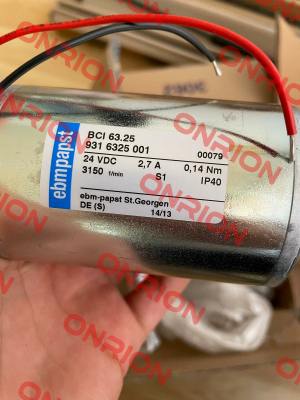 ebmpapst
BCI 63.25
931 6325 001 00079
24 VDC 2,7 A 0,14 Nm
3150 1/min S1 IP40
ebm-papst St.Georgen
DE (S) 14/13
ONRION
ONRION
ONRION
ONRION
ONRION
ONRION
ONRION
ONRION
ONRION